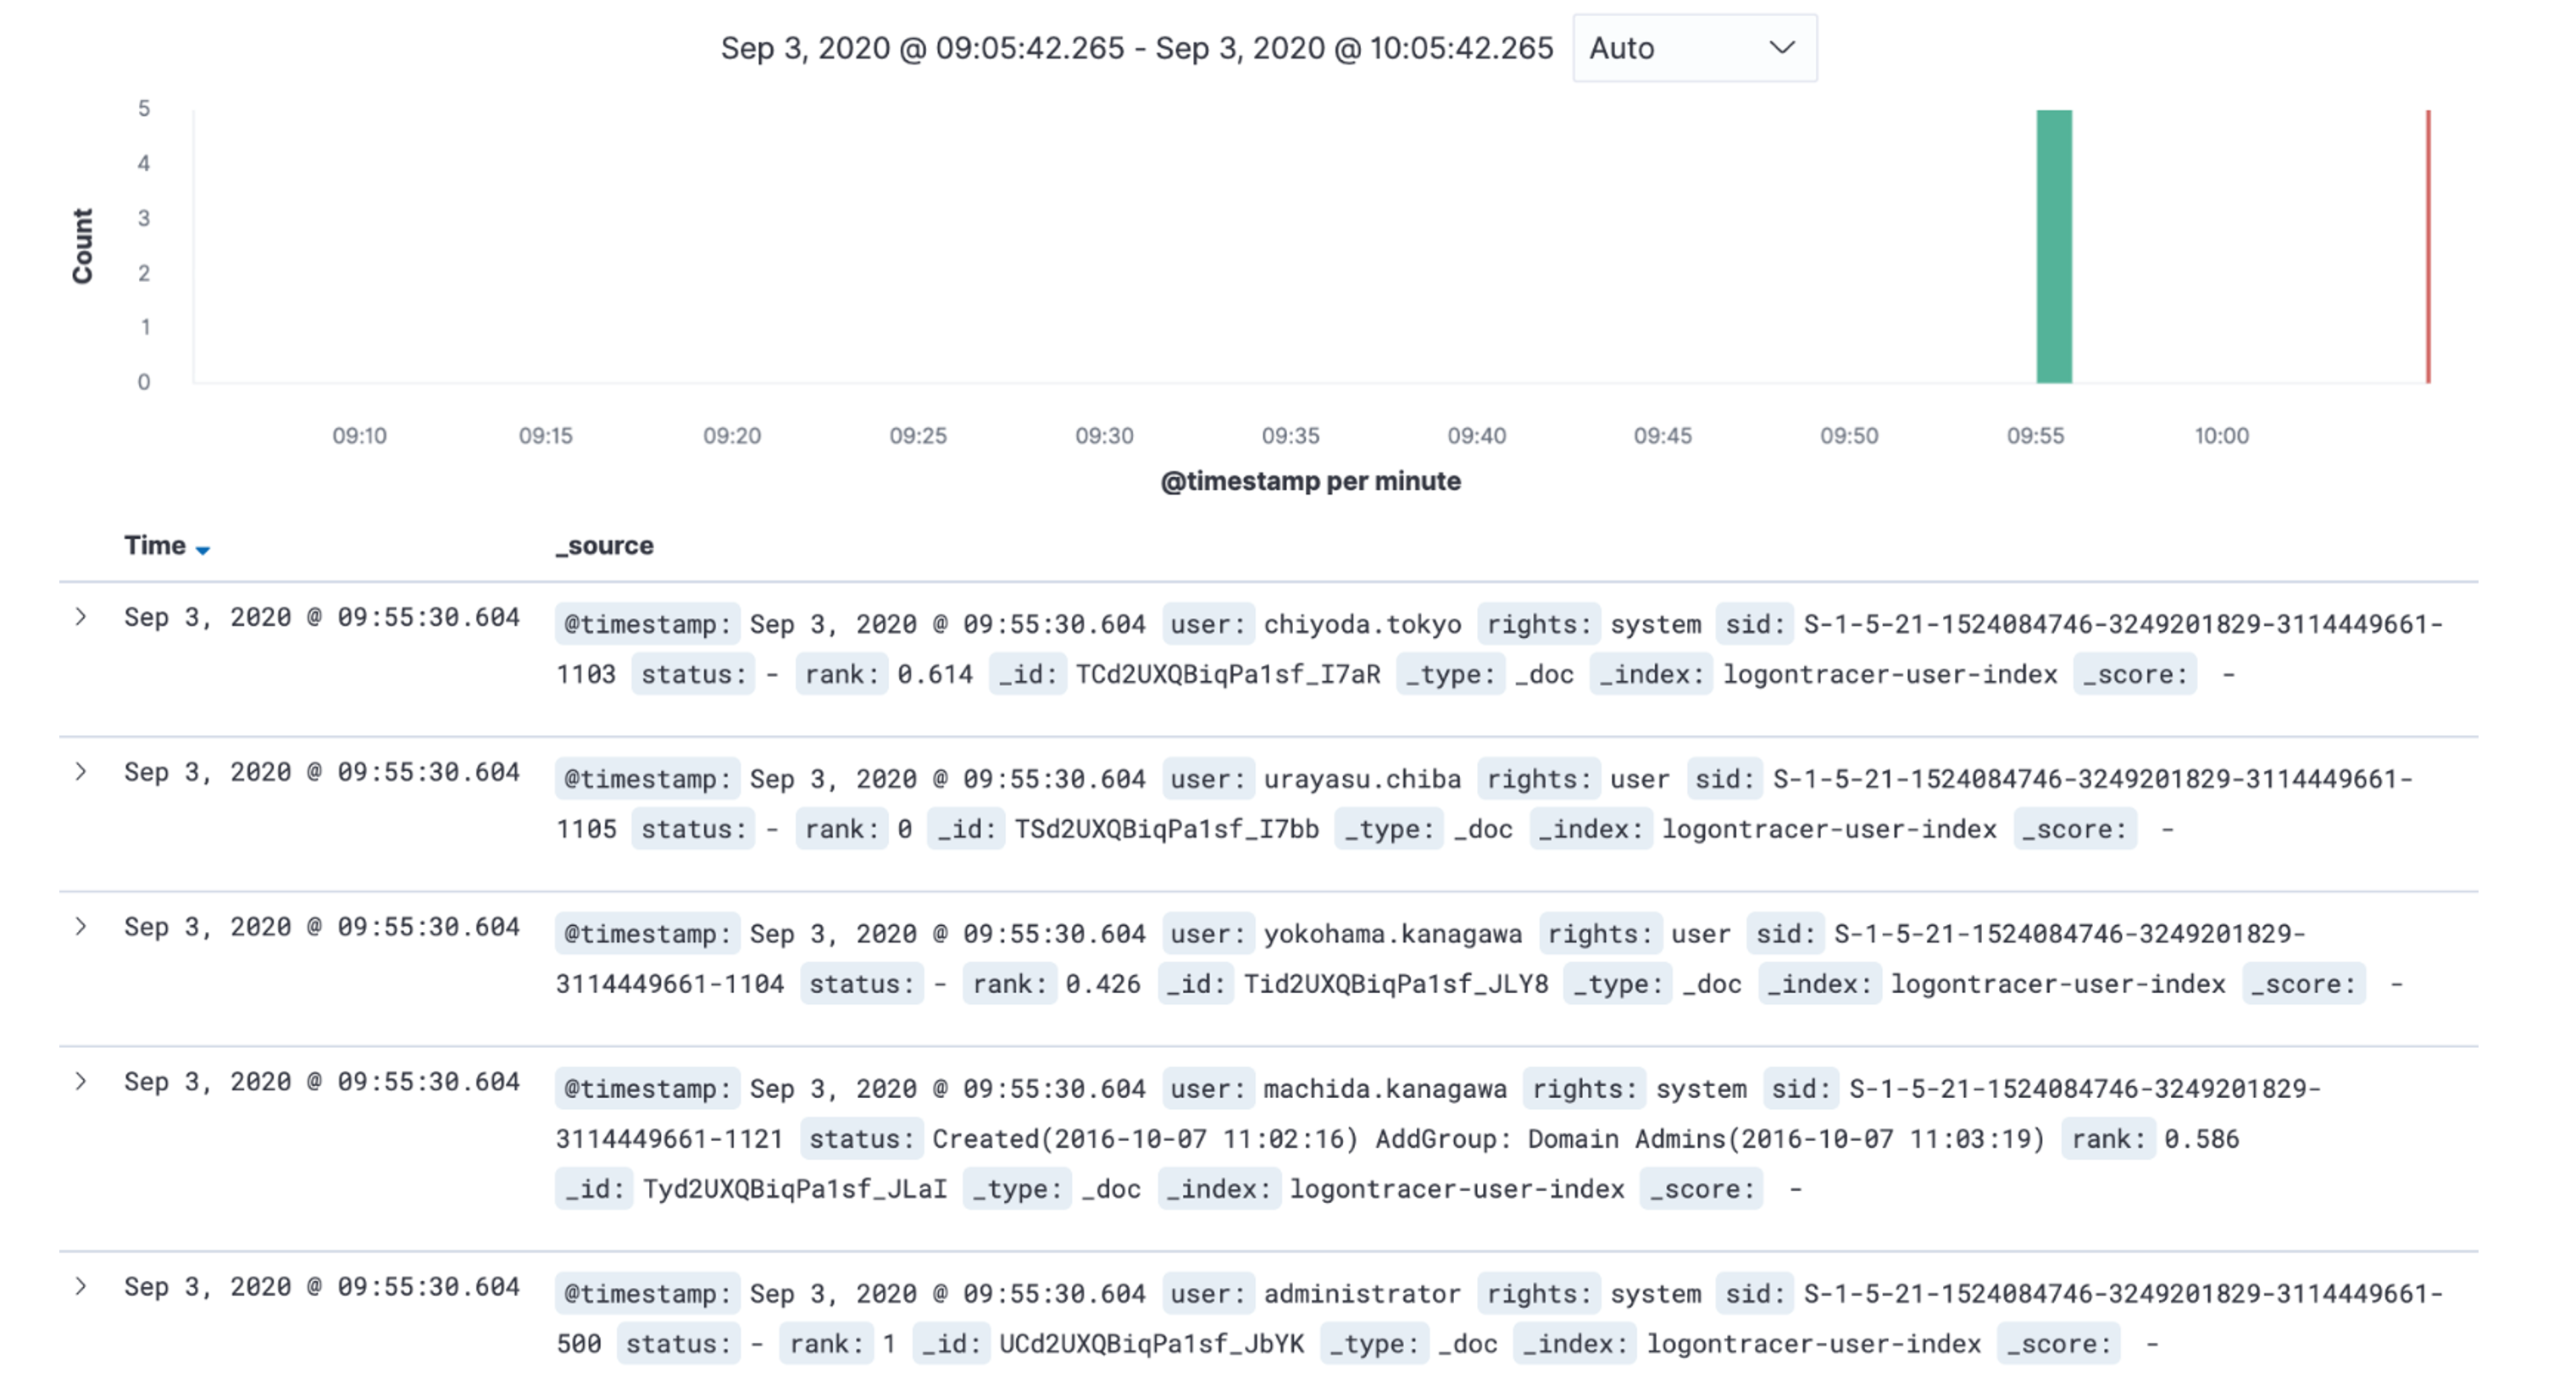 Sep 3, 2020 @ 09:05:42.265 - Sep 3, 2020 @ 10:05:42.265 Auto
5
4
3
2
1
0
Count
09:10 09:15 09:20 09:25 09:30 09:35 09:40 09:45 09:50 09:55 10:00
@timestamp per minute
Time _source
Sep 3, 2020 @ 09:55:30.604 @timestamp: Sep 3, 2020 @ 09:55:30.604 user: chiyoda.tokyo rights: system sid: S-1-5-21-1524084746-3249201829-3114449661-
1103 status: - rank: 0.614 _id: TCd2UXQBiqPa1sf_I7aR _type: _doc _index: logontracer-user-index _score: -
Sep 3, 2020 @ 09:55:30.604 @timestamp: Sep 3, 2020 @ 09:55:30.604 user: urayasu.chiba rights: user sid: S-1-5-21-1524084746-3249201829-3114449661-
1105 status: - rank: 0 _id: TSd2UXQBiqPa1sf_I7bb _type: _doc _index: logontracer-user-index _score: -
Sep 3, 2020 @ 09:55:30.604 @timestamp: Sep 3, 2020 @ 09:55:30.604 user: yokohama.kanagawa rights: user sid: S-1-5-21-1524084746-3249201829-
3114449661-1104 status: - rank: 0.426 _id: Tid2UXQBiqPa1sf_JLY8 _type: _doc _index: logontracer-user-index _score: -
Sep 3, 2020 @ 09:55:30.604 @timestamp: Sep 3, 2020 @ 09:55:30.604 user: machida.kanagawa rights: system sid: S-1-5-21-1524084746-3249201829-
3114449661-1121 status: Created(2016-10-07 11:02:16) AddGroup: Domain Admins(2016-10-07 11:03:19) rank: 0.586
_id: Tyd2UXQBiqPa1sf_JLaI _type: _doc _index: logontracer-user-index _score: -
Sep 3, 2020 @ 09:55:30.604 @timestamp: Sep 3, 2020 @ 09:55:30.604 user: administrator rights: system sid: S-1-5-21-1524084746-3249201829-3114449661-
500 status: - rank: 1 _id: UCd2UXQBiqPa1sf_JbYK _type: _doc _index: logontracer-user-index _score: -